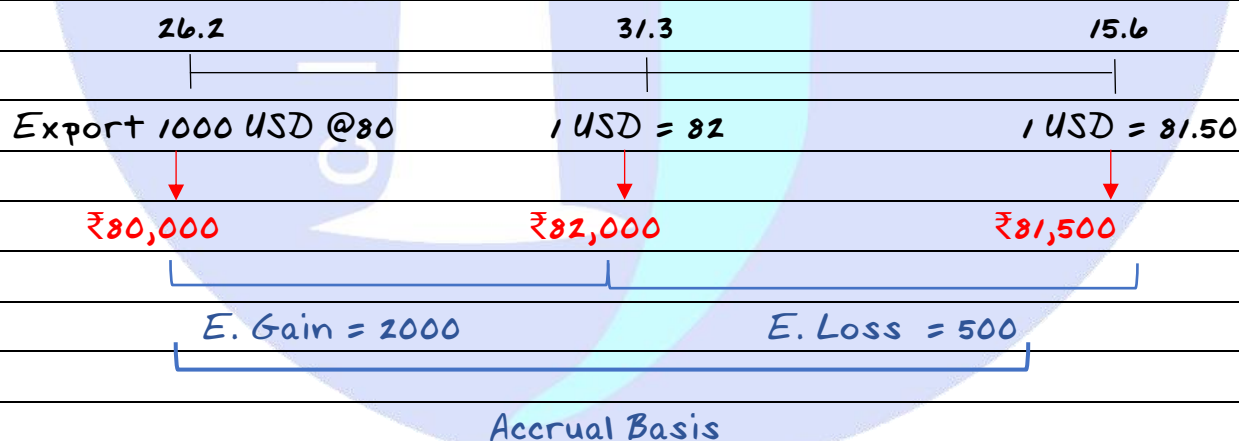 26.2 31.3 15.6
Export 1000 USD @80 1 USD = 82 1 USD = 81.50
₹80,000 ₹82,000 ₹81,500
E. Gain = 2000 E. Loss = 500
Accrual Basis